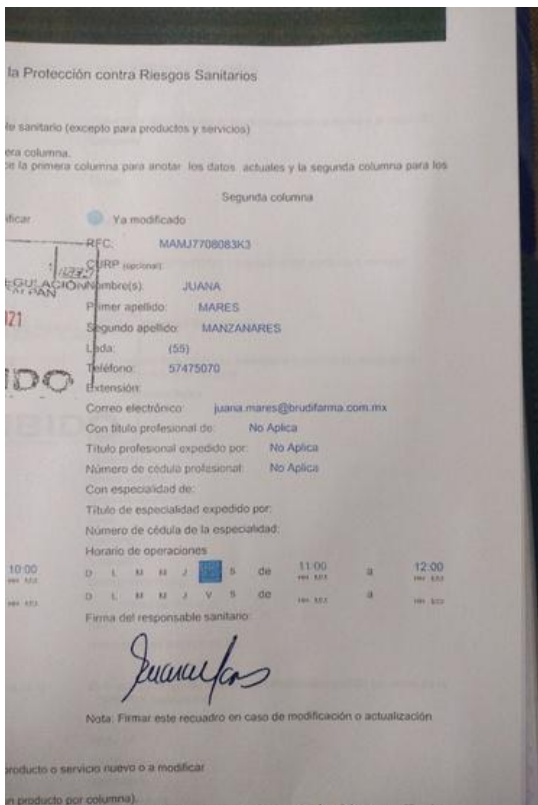 la Protección contra Riesgos Sanitarios
sanitario (excepto para productos y servicios)
era columna.
la primera columna para anotar los datos actuales y la segunda columna para los
Segunda columna
ificar
Ya modificado
RFC: MAMJ7708083K3
CURP (opcional):
Nombre(s): JUANA
Primer apellido: MARES
Segundo apellido: MANZANARES
Lada: (55)
Teléfono: 57475070
Extensión:
Correo electrónico: juana.mares@brudifarma.com.mx
Con título profesional de: No Aplica
Título profesional expedido por: No Aplica
Número de cédula profesional: No Aplica
Con especialidad de:
Título de especialidad expedido por:
Número de cédula de la especialidad:
Horario de operaciones
10:00 D L M M J S de 11:00 a 12:00
D L M M J V S de a
Firma del responsable sanitario:
Nota: Firmar este recuadro en caso de modificación o actualización
producto o servicio nuevo o a modificar
n producto por columna).
EGULACIÓN
ALPAN
021
IDO